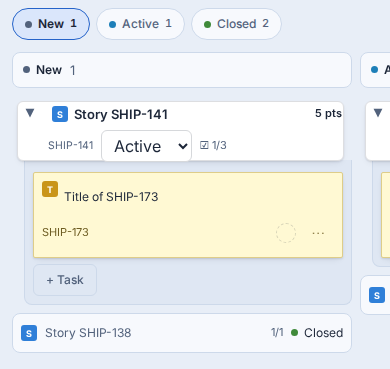 New 1 Active 1 Closed 2
New 1
S Story SHIP-141 5 pts
SHIP-141 Active 1/3
T Title of SHIP-173
SHIP-173 ...
+ Task
S Story SHIP-138 1/1 Closed
A
S